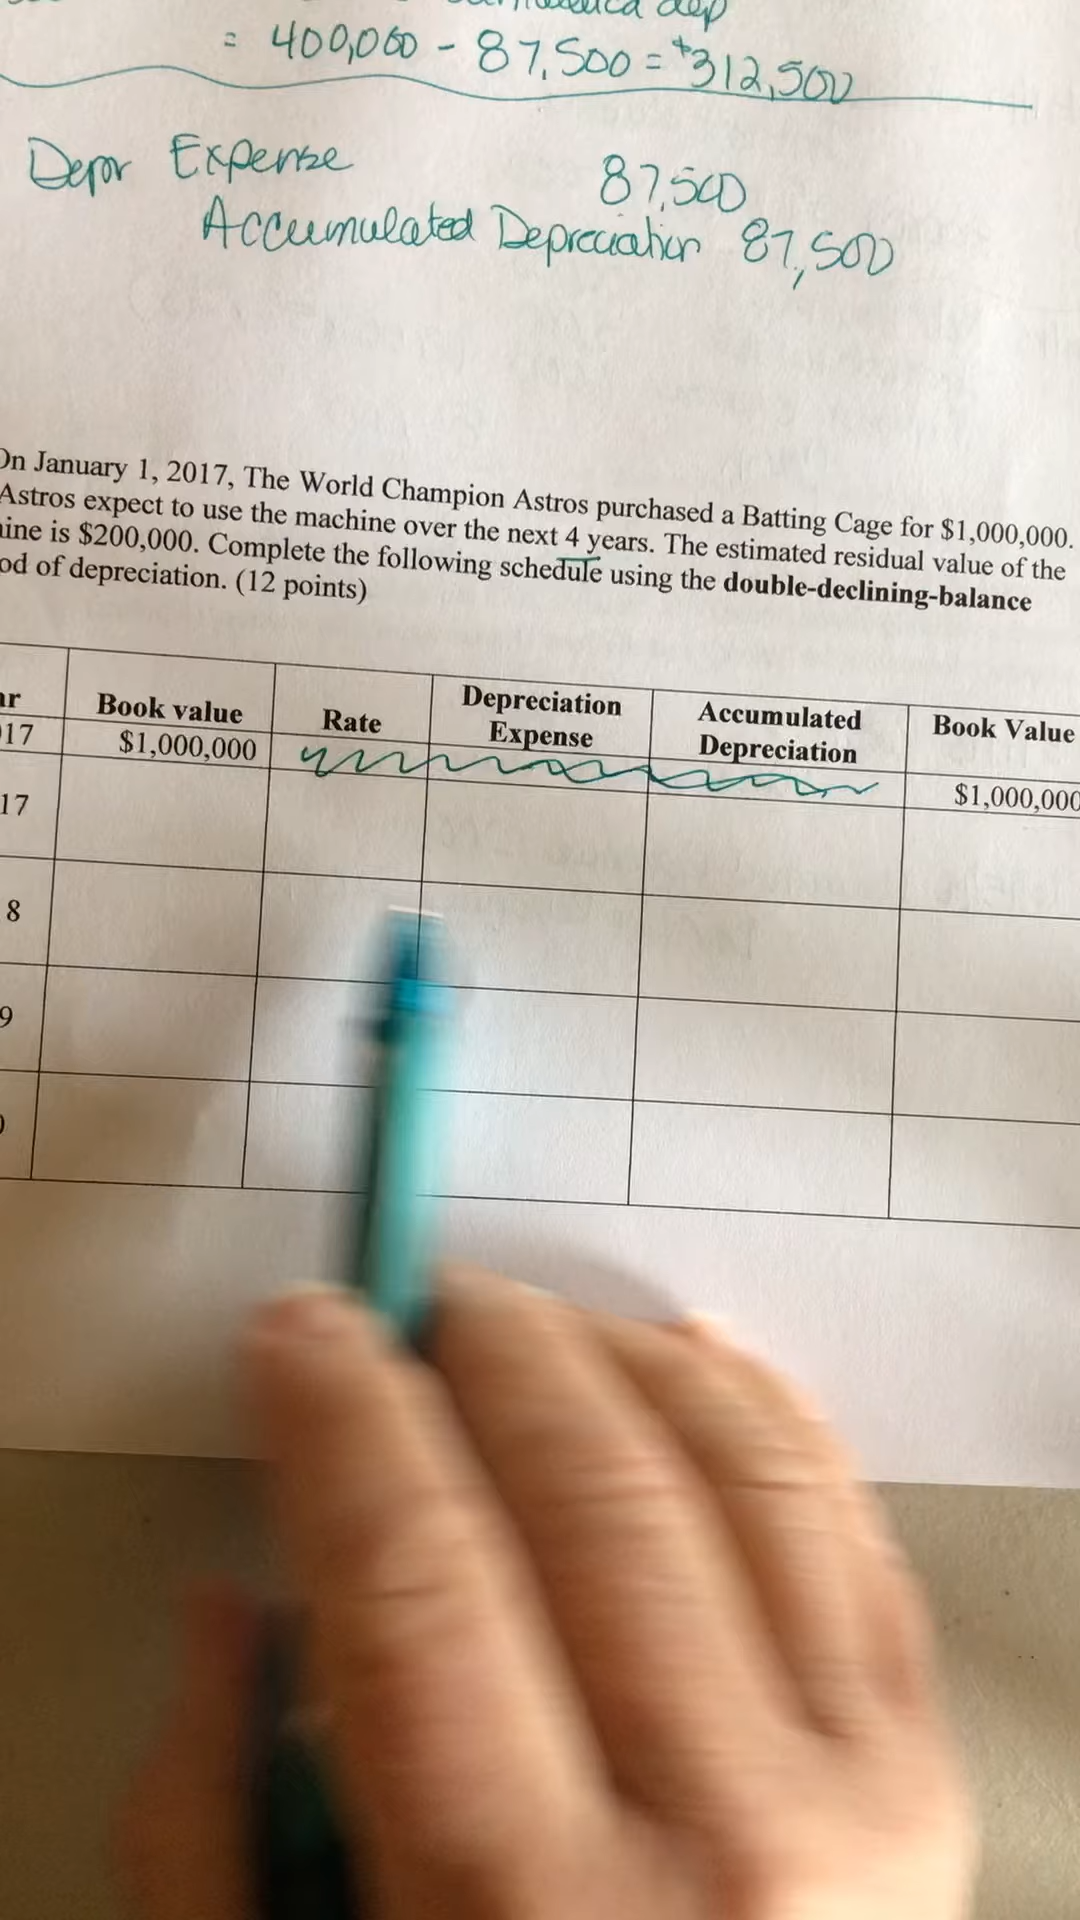 dep
= 400,000 - 87,500 = $312,500
Depr Expense 87,500
Accumulated Depreciation 87,500
On January 1, 2017, The World Champion Astros purchased a Batting Cage for $1,000,000.
Astros expect to use the machine over the next 4 years. The estimated residual value of the
ine is $200,000. Complete the following schedule using the double-declining-balance
od of depreciation. (12 points)
ar Book value Rate Depreciation Expense Accumulated Depreciation Book Value
017 $1,000,000 $1,000,000
17
8
9